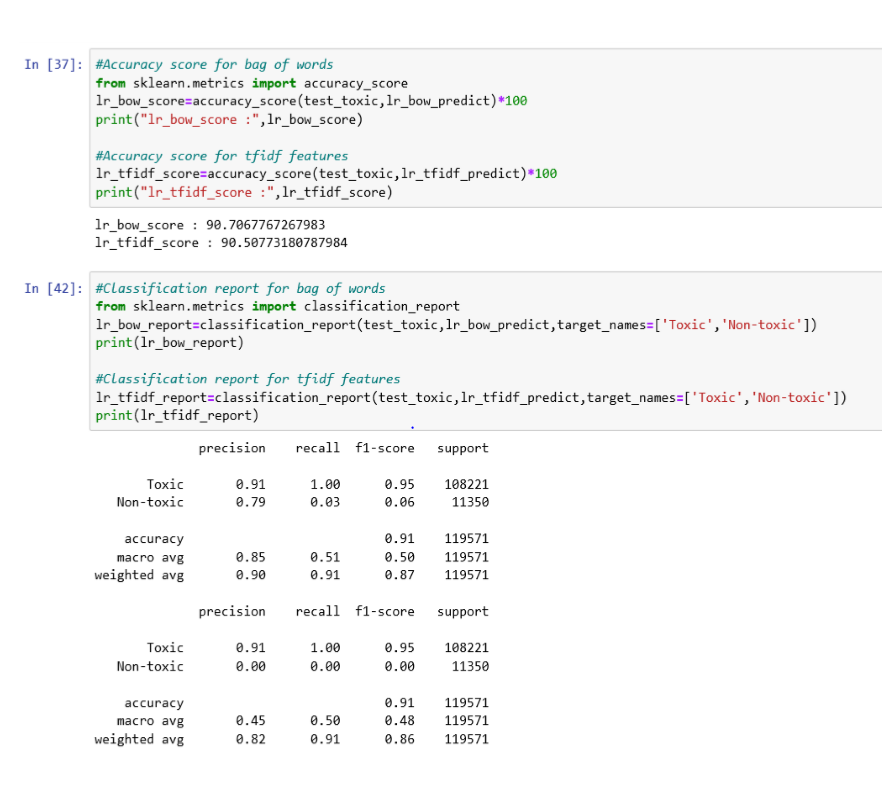 In [37]: #Accuracy score for bag of words
from sklearn.metrics import accuracy_score
lr_bow_score=accuracy_score(test_toxic,lr_bow_predict)*100
print("lr_bow_score :",lr_bow_score)
#Accuracy score for tfidf features
lr_tfidf_score=accuracy_score(test_toxic,lr_tfidf_predict)*100
print("lr_tfidf_score :",lr_tfidf_score)
lr_bow_score : 90.7067767267983
lr_tfidf_score : 90.50773180787984
In [42]: #Classification report for bag of words
from sklearn.metrics import classification_report
lr_bow_report=classification_report(test_toxic,lr_bow_predict,target_names=['Toxic','Non-toxic'])
print(lr_bow_report)
#Classification report for tfidf features
lr_tfidf_report=classification_report(test_toxic,lr_tfidf_predict,target_names=['Toxic','Non-toxic'])
print(lr_tfidf_report)
precision recall f1-score support
Toxic 0.91 1.00 0.95 108221
Non-toxic 0.79 0.03 0.06 11350
accuracy 0.91 119571
macro avg 0.85 0.51 0.50 119571
weighted avg 0.90 0.91 0.87 119571
precision recall f1-score support
Toxic 0.91 1.00 0.95 108221
Non-toxic 0.00 0.00 0.00 11350
accuracy 0.91 119571
macro avg 0.45 0.50 0.48 119571
weighted avg 0.82 0.91 0.86 119571